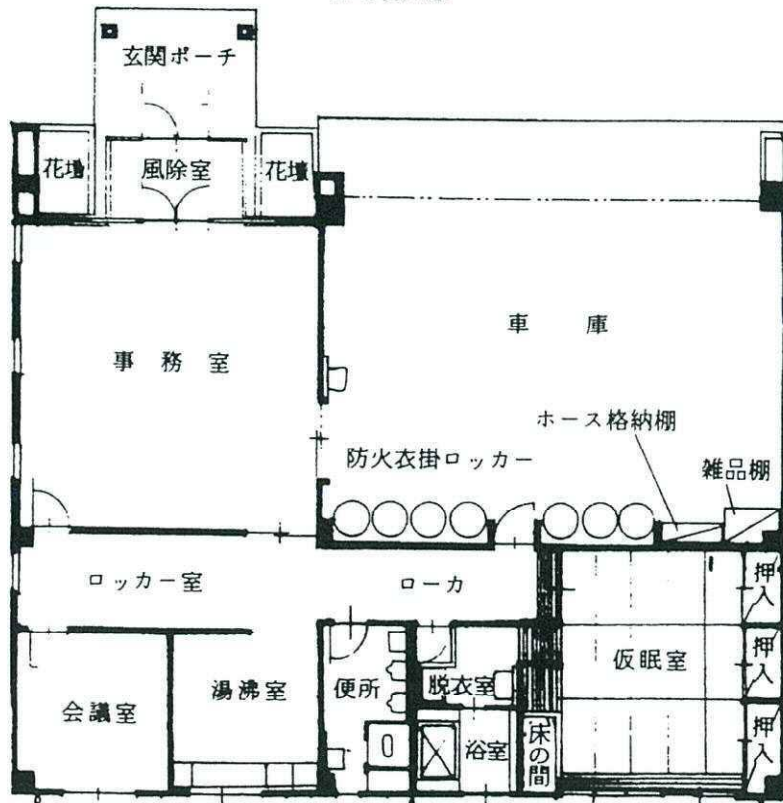 玄関ポーチ
花壇
風除室
花壇
車庫
事務室
ホース格納棚
防火衣掛ロッカー
雑品棚
ロッカー室
ローカ
押入
仮眠室
押入
湯沸室
便所
脱衣室
会議室
浴室
床の間
押入